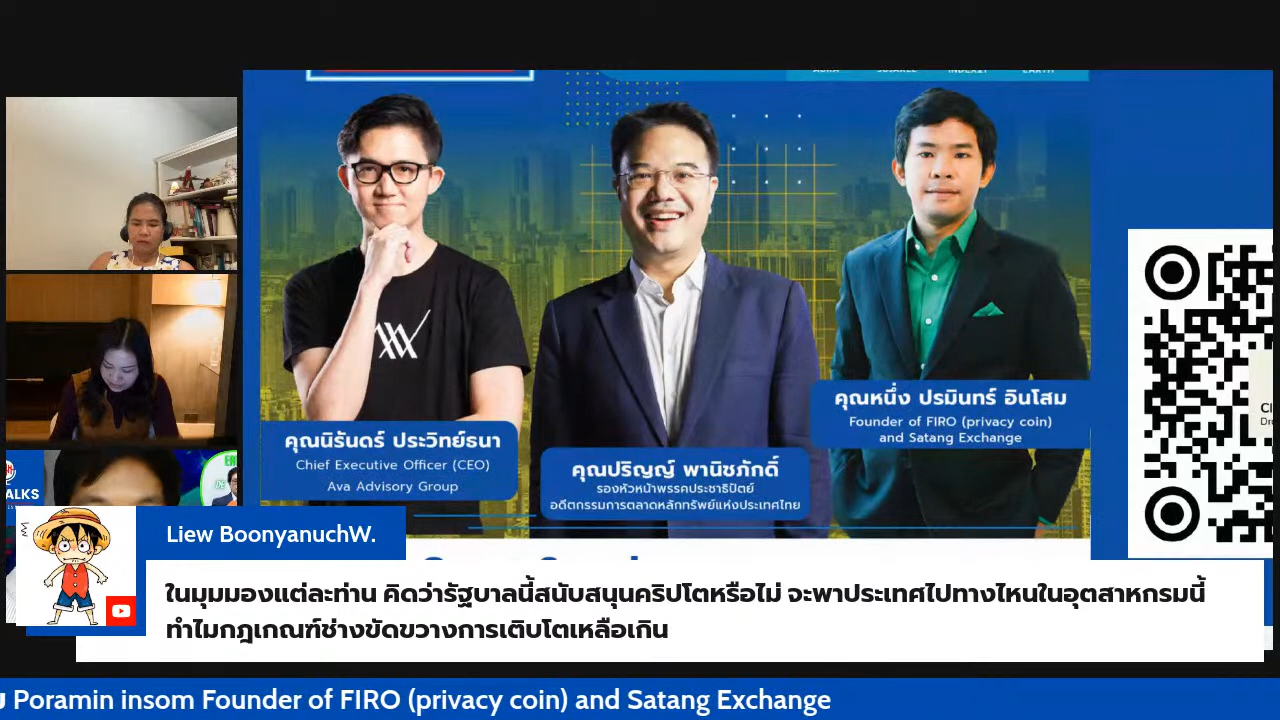 คุณหนึ่ง ปรมินทร์ อินโสม
Founder of FIRO (privacy coin)
and Satang Exchange
คุณนิรันดร์ ประวิทย์ธนา
Chief Executive Officer (CEO)
Ava Advisory Group
คุณปริญญ์ พานิชภักดิ์
รองหัวหน้าพรรคประชาธิปัตย์
อดีตกรรมการตลาดหลักทรัพย์แห่งประเทศไทย
ALKS
Liew BoonyanuchW.
ในมุมมองแต่ละท่าน คิดว่ารัฐบาลนี้สนับสนุนคริปโตหรือไม่ จะพาประเทศไปทางไหนในอุตสาหกรมนี้
ทำไมกฎเกณฑ์ช่างขัดขวางการเติบโตเหลือเกิน
Poramin insom Founder of FIRO (privacy coin) and Satang Exchange